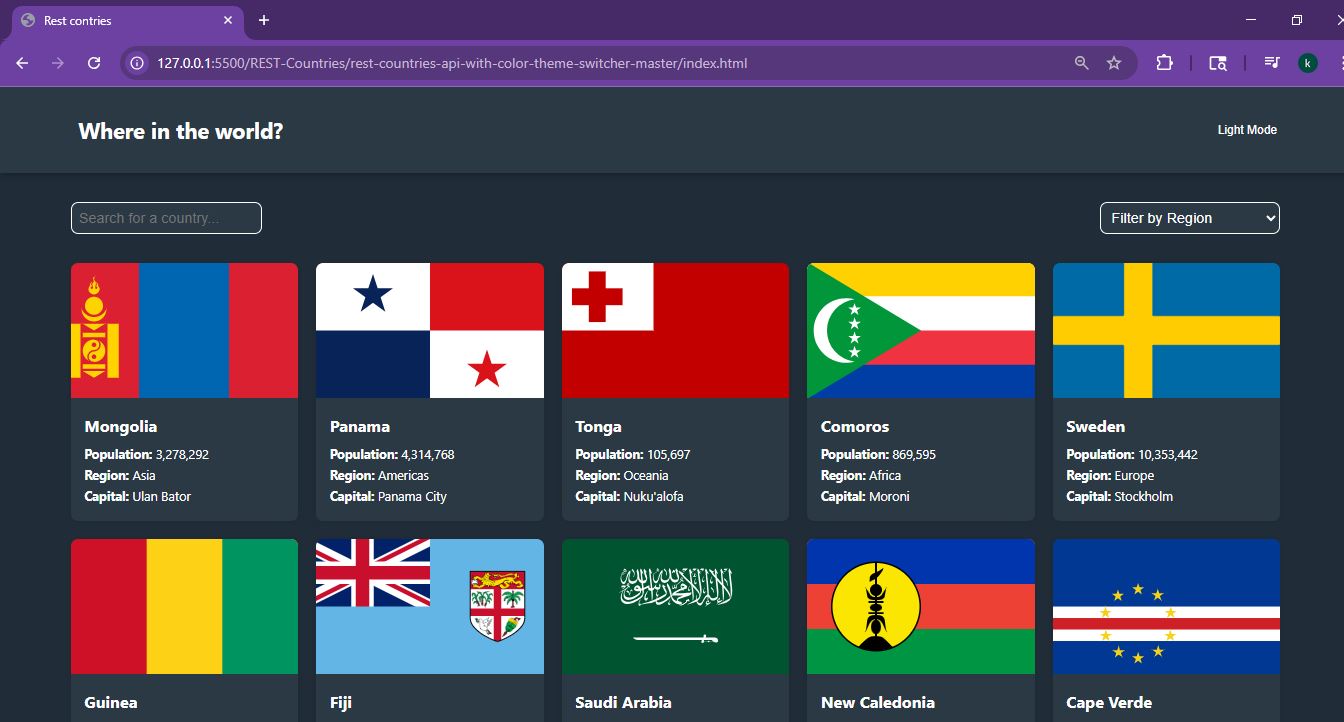 Rest contries
127.0.0.1:5500/REST-Countries/rest-countries-api-with-color-theme-switcher-master/index.html
k
Where in the world?
Light Mode
Search for a country...
Filter by Region
Mongolia
Population: 3,278,292
Region: Asia
Capital: Ulan Bator
Panama
Population: 4,314,768
Region: Americas
Capital: Panama City
Tonga
Population: 105,697
Region: Oceania
Capital: Nuku'alofa
Comoros
Population: 869,595
Region: Africa
Capital: Moroni
Sweden
Population: 10,353,442
Region: Europe
Capital: Stockholm
Guinea
Fiji
لا إله إلا الله محمد رسول الله
Saudi Arabia
New Caledonia
Cape Verde